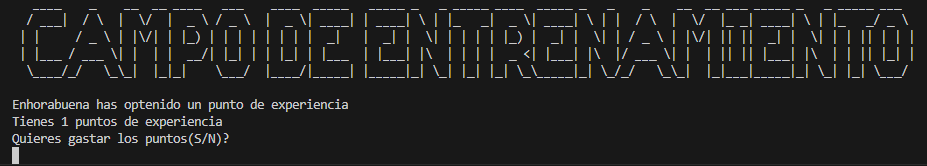 CAMPO DE ENTRENAMIENTO
Enhorabuena has optenido un punto de experiencia
Tienes 1 puntos de experiencia
Quieres gastar los puntos(S/N)?